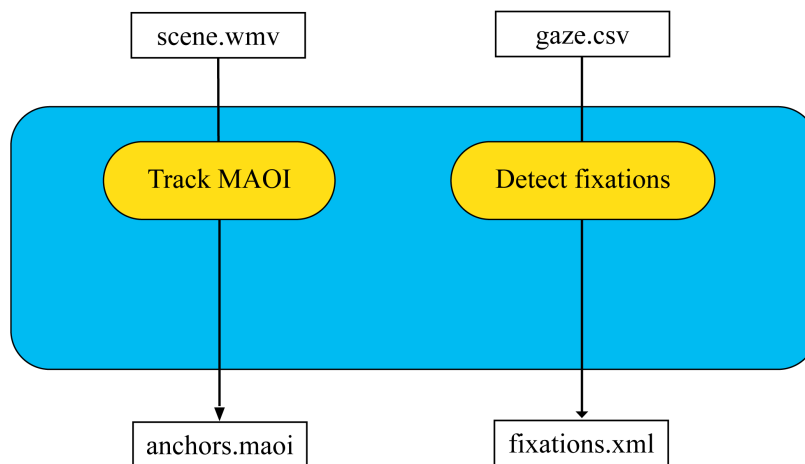 scene.wmv
gaze.csv
Track MAOI
Detect fixations
anchors.maoi
fixations.xml